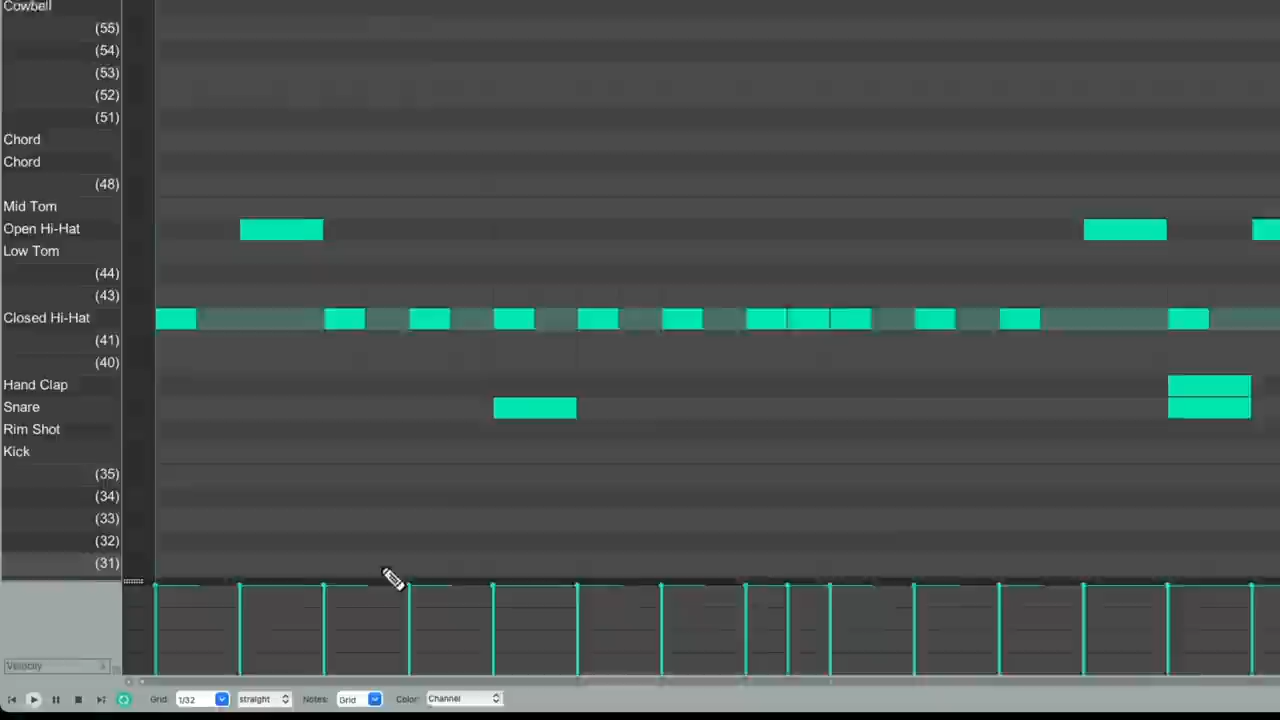 Cowbell
(55)
(54)
(53)
(52)
(51)
Chord
Chord
(48)
Mid Tom
Open Hi-Hat
Low Tom
(44)
(43)
Closed Hi-Hat
(41)
(40)
Hand Clap
Snare
Rim Shot
Kick
(35)
(34)
(33)
(32)
(31)
Velocity
Grid: 1/32 straight Notes: Grid Color: Channel